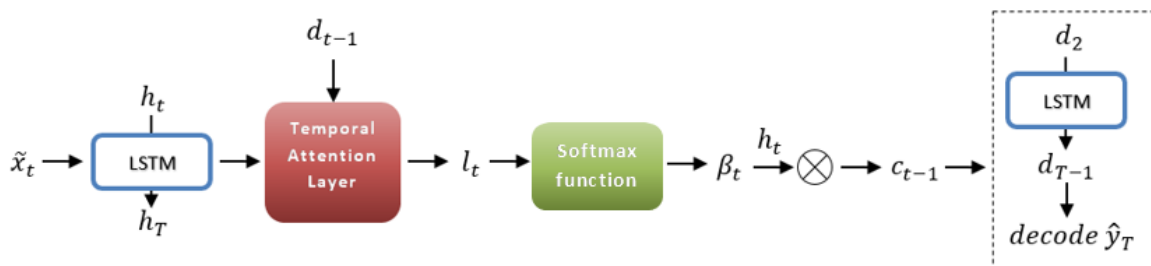 x̃_t
h_t
LSTM
h_T
d_{t−1}
Temporal
Attention
Layer
l_t
Softmax
function
β_t
h_t
c_{t−1}
d_2
LSTM
d_{T−1}
decode ŷ_T